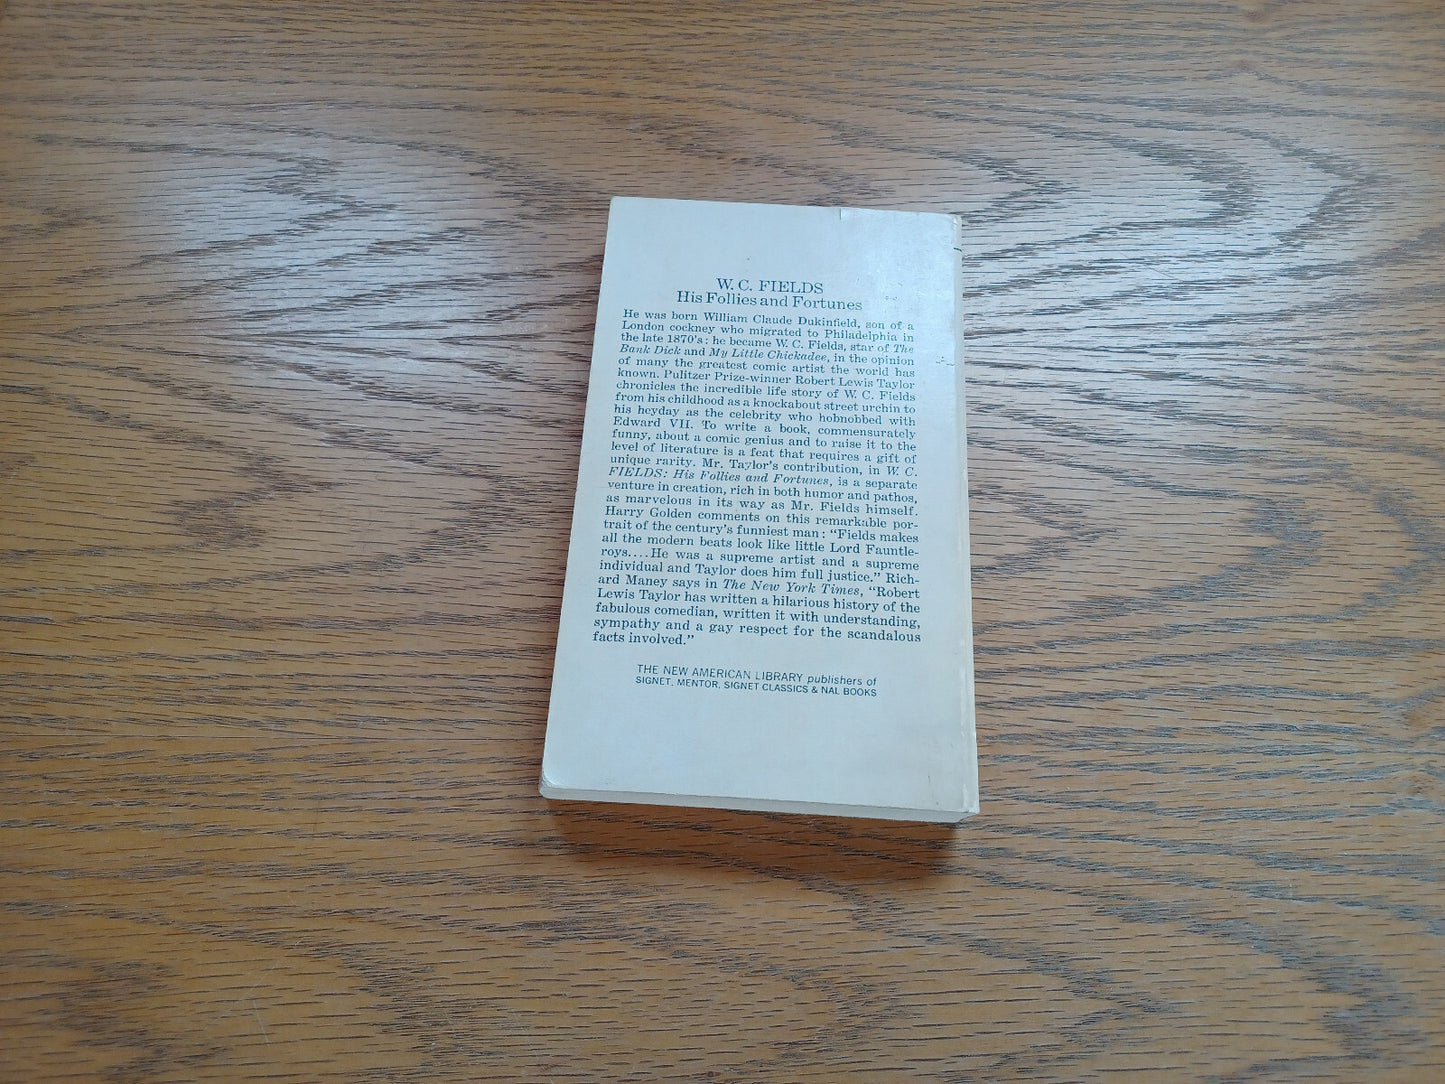 W. C. FIELDS
His Follies and Fortunes
He was born William Claude Dukinfield, son of a
London cockney who migrated to Philadelphia in
the late 1870's: he became W. C. Fields, star of The
Bank Dick and My Little Chickadee, in the opinion
of many the greatest comic artist the world has
known. Pulitzer Prize-winner Robert Lewis Taylor
chronicles the incredible life story of W. C. Fields
from his childhood as a knockabout street urchin to
his heyday as the celebrity who hobnobbed with
Edward VII. To write a book, commensurately
funny, about a comic genius and to raise it to the
level of literature is a feat that requires a gift of
unique rarity. Mr. Taylor's contribution, in W. C.
FIELDS: His Follies and Fortunes, is a separate
venture in creation, rich in both humor and pathos,
as marvelous in its way as Mr. Fields himself.
Harry Golden comments on this remarkable por-
trait of the century's funniest man: "Fields makes
all the modern beats look like little Lord Fauntle-
roys....He was a supreme artist and a supreme
individual and Taylor does him full justice." Rich-
ard Maney says in The New York Times, "Robert
Lewis Taylor has written a hilarious history of the
fabulous comedian, written it with understanding,
sympathy and a gay respect for the scandalous
facts involved."
THE NEW AMERICAN LIBRARY publishers of
SIGNET, MENTOR, SIGNET CLASSICS & NAL BOOKS